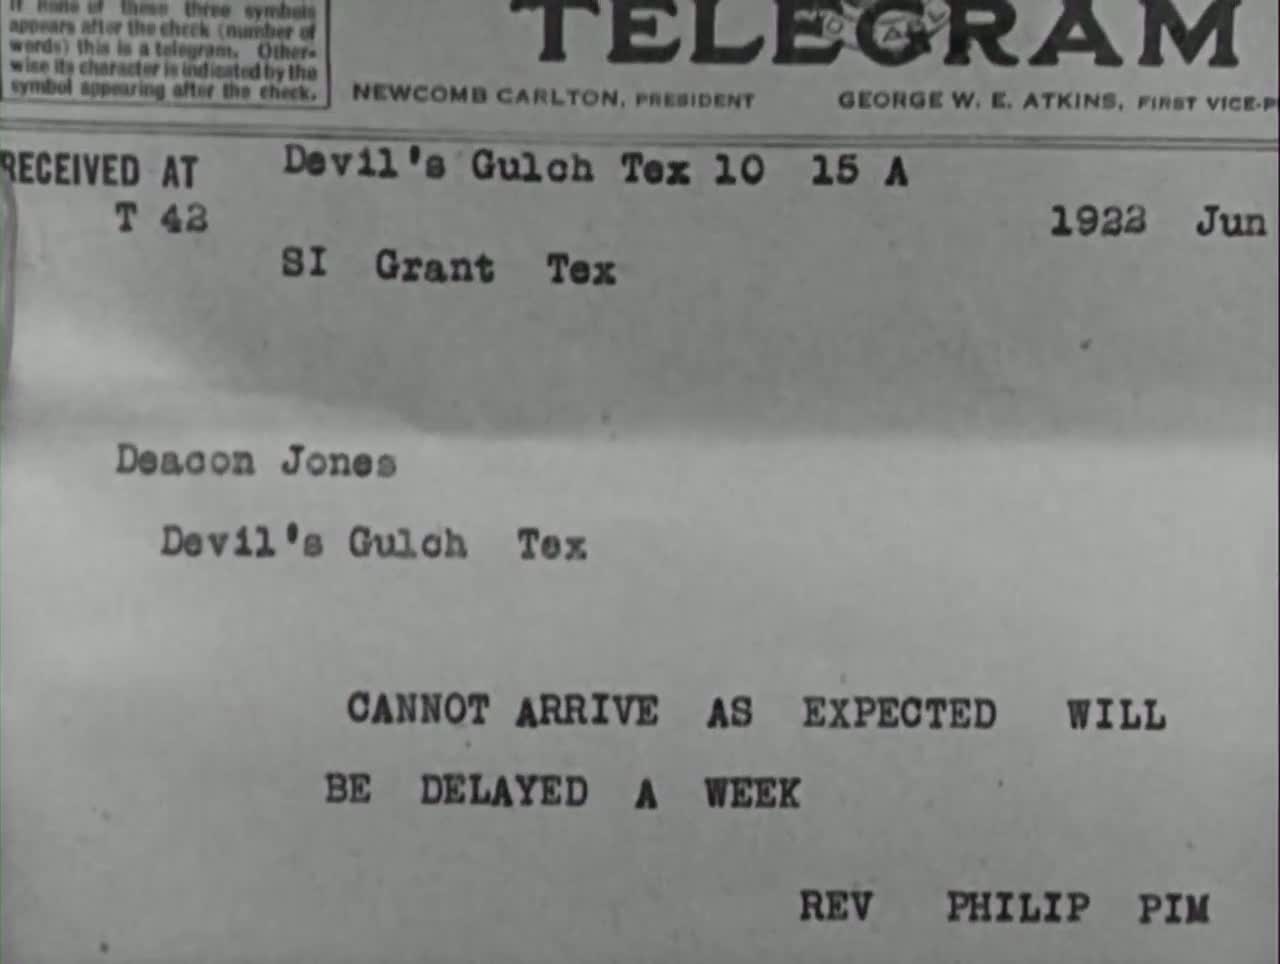 If none of these three symbols
appears after the check (number of
words) this is a telegram. Other-
wise its character is indicated by the
symbol appearing after the check.
TELEGRAM
NEWCOMB CARLTON, PRESIDENT GEORGE W. E. ATKINS, FIRST VICE-P
RECEIVED AT Devil's Gulch Tex 10 15 A
T 42 1922 Jun
SI Grant Tex
Deacon Jones
Devil's Gulch Tex
CANNOT ARRIVE AS EXPECTED WILL
BE DELAYED A WEEK
REV PHILIP PIM